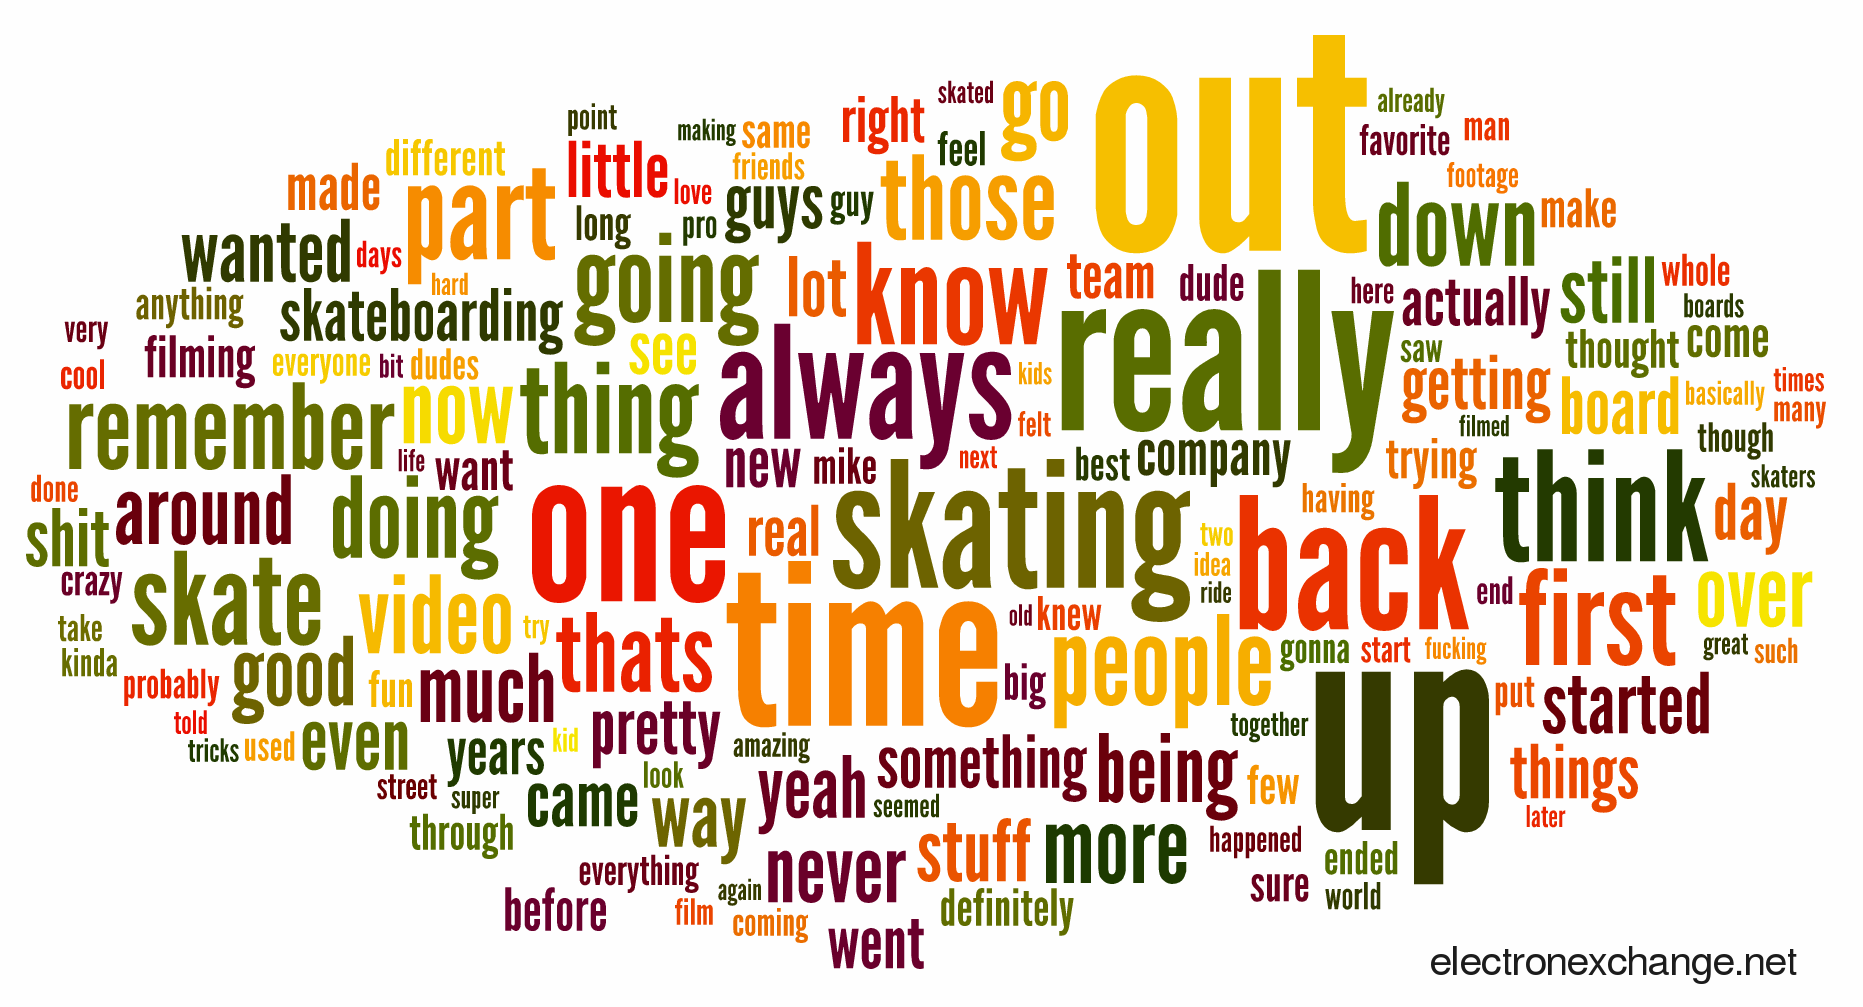 out
skated
go
already
point
making
same
right
feel
favorite
man
different
little
friends
footage
made
part
love
guys
guy
those
down
make
long
pro
wanted
days
going
lot
know
team
dude
here
actually
still
whole
hard
anything
skateboarding
boards
very
filming
see
always
really
saw
thought
come
cool
everyone
bit
dudes
thing
kids
getting
board
basically
times
remember
now
felt
filmed
many
though
life
want
new
mike
next
best
company
trying
skaters
done
around
doing
one
real
skating
having
back
think
day
shit
two
idea
crazy
skate
video
try
time
ride
end
first
over
take
thats
old
knew
people
gonna
start
fucking
great
such
kinda
good
probably
fun
much
big
up
put
started
told
pretty
together
tricks
used
even
years
kid
amazing
something
being
few
things
street
super
look
yeah
came
way
seemed
later
through
stuff
more
happened
everything
never
ended
again
sure
world
before
film
coming
definitely
went
electronexchange.net